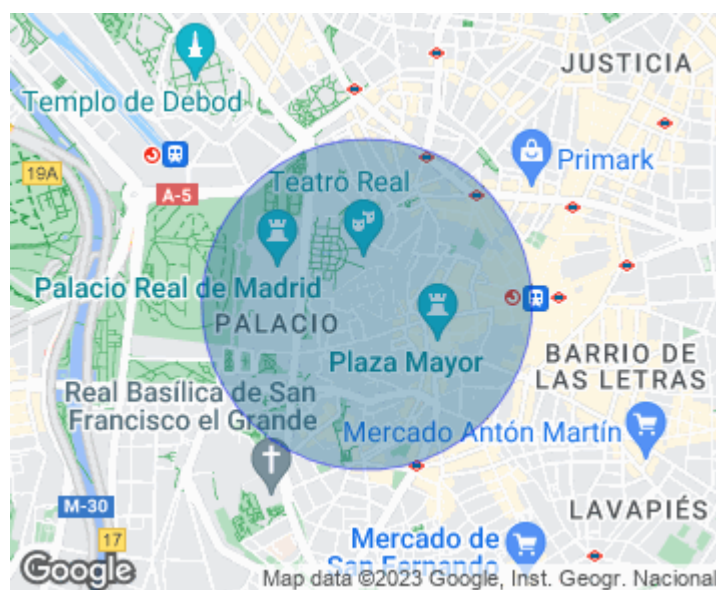 JUSTICIA
Templo de Debod
Primark
19A
A-5
Teatro Real
Palacio Real de Madrid
PALACIO
Plaza Mayor
BARRIO DE
LAS LETRAS
Real Basílica de San
Francisco el Grande
Mercado Antón Martín
M-30
17
LAVAPIÉS
Mercado de
San Fernando
Google
Map data ©2023 Google, Inst. Geogr. Nacional